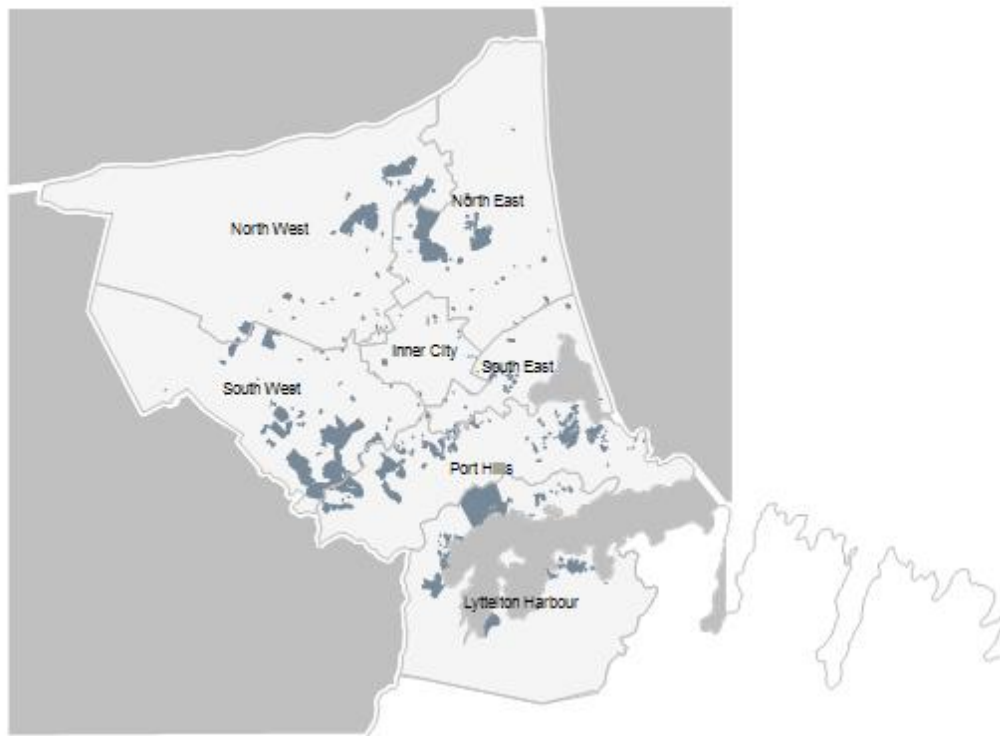 North East
North West
Inner City
South East
South West
Port Hills
Lyttelton Harbour